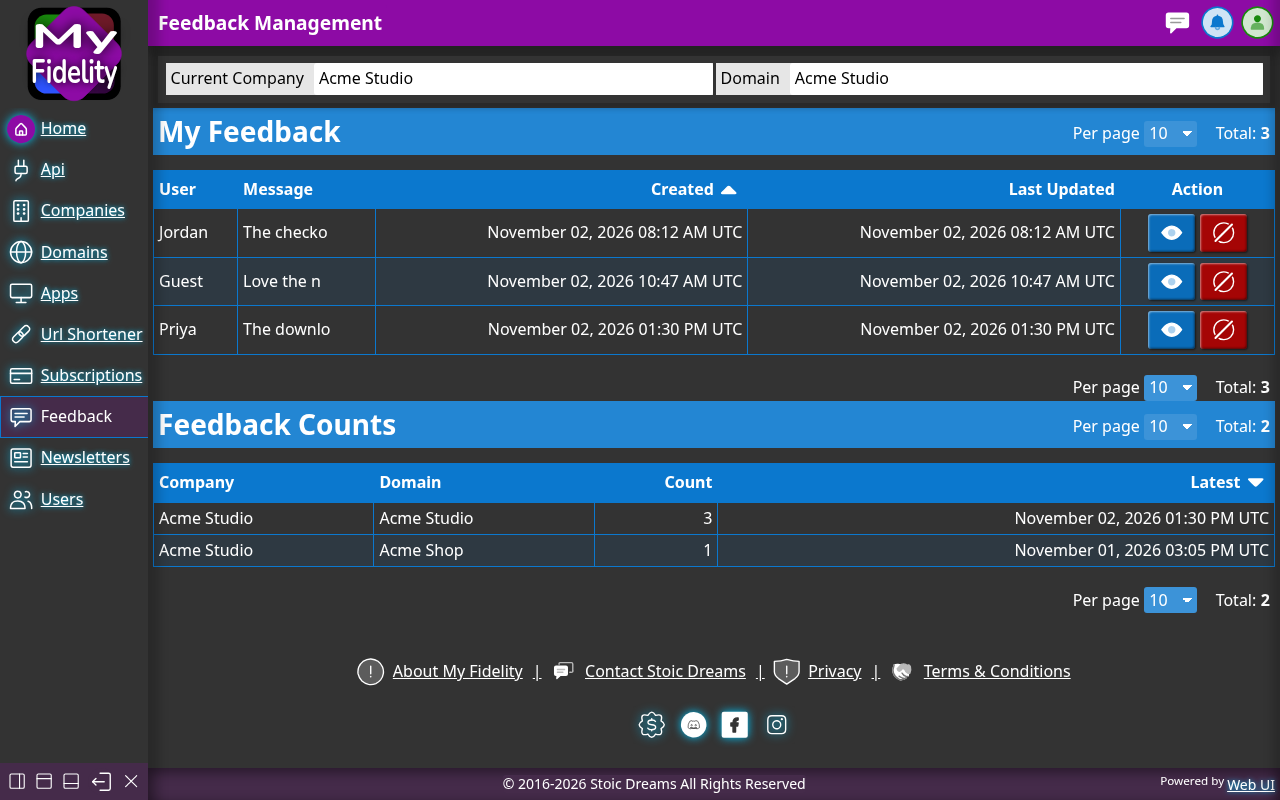 My
Fidelity
Feedback Management
Home
Api
Companies
Domains
Apps
Url Shortener
Subscriptions
Feedback
Newsletters
Users
Current Company Acme Studio Domain Acme Studio
My Feedback Per page 10 Total: 3
User Message Created Last Updated Action
Jordan The checko November 02, 2026 08:12 AM UTC November 02, 2026 08:12 AM UTC
Guest Love the n November 02, 2026 10:47 AM UTC November 02, 2026 10:47 AM UTC
Priya The downlo November 02, 2026 01:30 PM UTC November 02, 2026 01:30 PM UTC
Per page 10 Total: 3
Feedback Counts Per page 10 Total: 2
Company Domain Count Latest
Acme Studio Acme Studio 3 November 02, 2026 01:30 PM UTC
Acme Studio Acme Shop 1 November 01, 2026 03:05 PM UTC
Per page 10 Total: 2
About My Fidelity | Contact Stoic Dreams | Privacy | Terms & Conditions
© 2016-2026 Stoic Dreams All Rights Reserved
Powered by Web UI